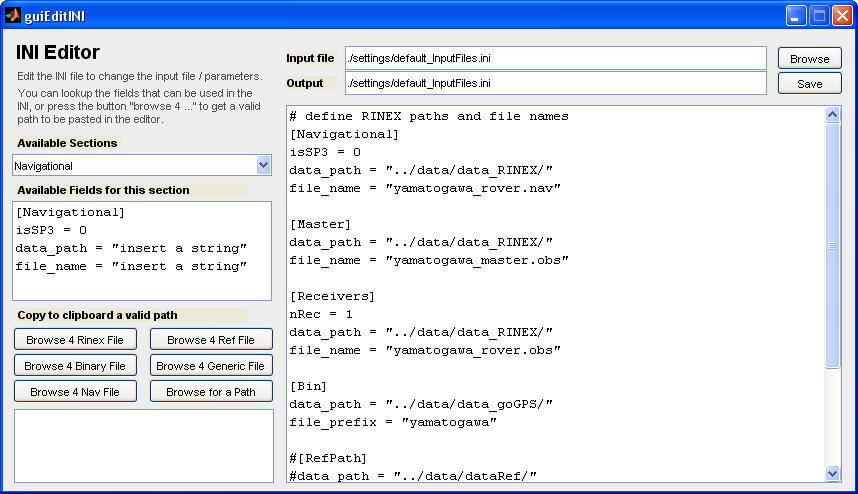 guiEditINI
INI Editor
Edit the INI file to change the input file / parameters.
You can lookup the fields that can be used in the
INI, or press the button "browse 4 ..." to get a valid
path to be pasted in the editor.
Available Sections
Navigational
Available Fields for this section
[Navigational]
isSP3 = 0
data_path = "insert a string"
file_name = "insert a string"
Copy to clipboard a valid path
Browse 4 Rinex File
Browse 4 Ref File
Browse 4 Binary File
Browse 4 Generic File
Browse 4 Nav File
Browse for a Path
Input file
./settings/default_InputFiles.ini
Browse
Output
./settings/default_InputFiles.ini
Save
# define RINEX paths and file names
[Navigational]
isSP3 = 0
data_path = "../data/data_RINEX/"
file_name = "yamatogawa_rover.nav"
[Master]
data_path = "../data/data_RINEX/"
file_name = "yamatogawa_master.obs"
[Receivers]
nRec = 1
data_path = "../data/data_RINEX/"
file_name = "yamatogawa_rover.obs"
[Bin]
data_path = "../data/data_goGPS/"
file_prefix = "yamatogawa"
#[RefPath]
#data_path = "../data/dataRef/"